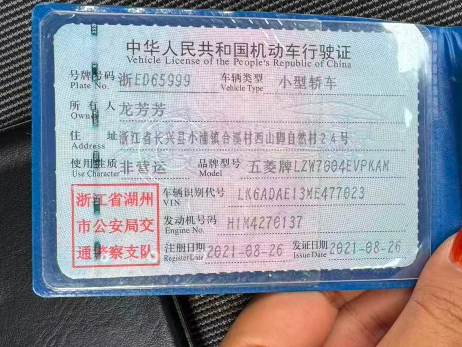 中华人民共和国机动车行驶证
Vehicle License of the People's Republic of China
号牌号码 浙ED65999 车辆类型 小型轿车
Plate No. Vehicle Type
所有人 龙芳芳
Owner
住址 浙江省长兴县小浦镇合溪村西山脚自然村24号
Address
使用性质 非营运 品牌型号 五菱牌LZW7004EVPKAM
Use Character Model
浙江省湖州
市公安局交
通警察支队
车辆识别代号 LK6ADAE13ME477023
VIN
发动机号码 H1M4270137
Engine No.
注册日期 2021-08-26 发证日期 2021-08-26
Register Date Issue Date